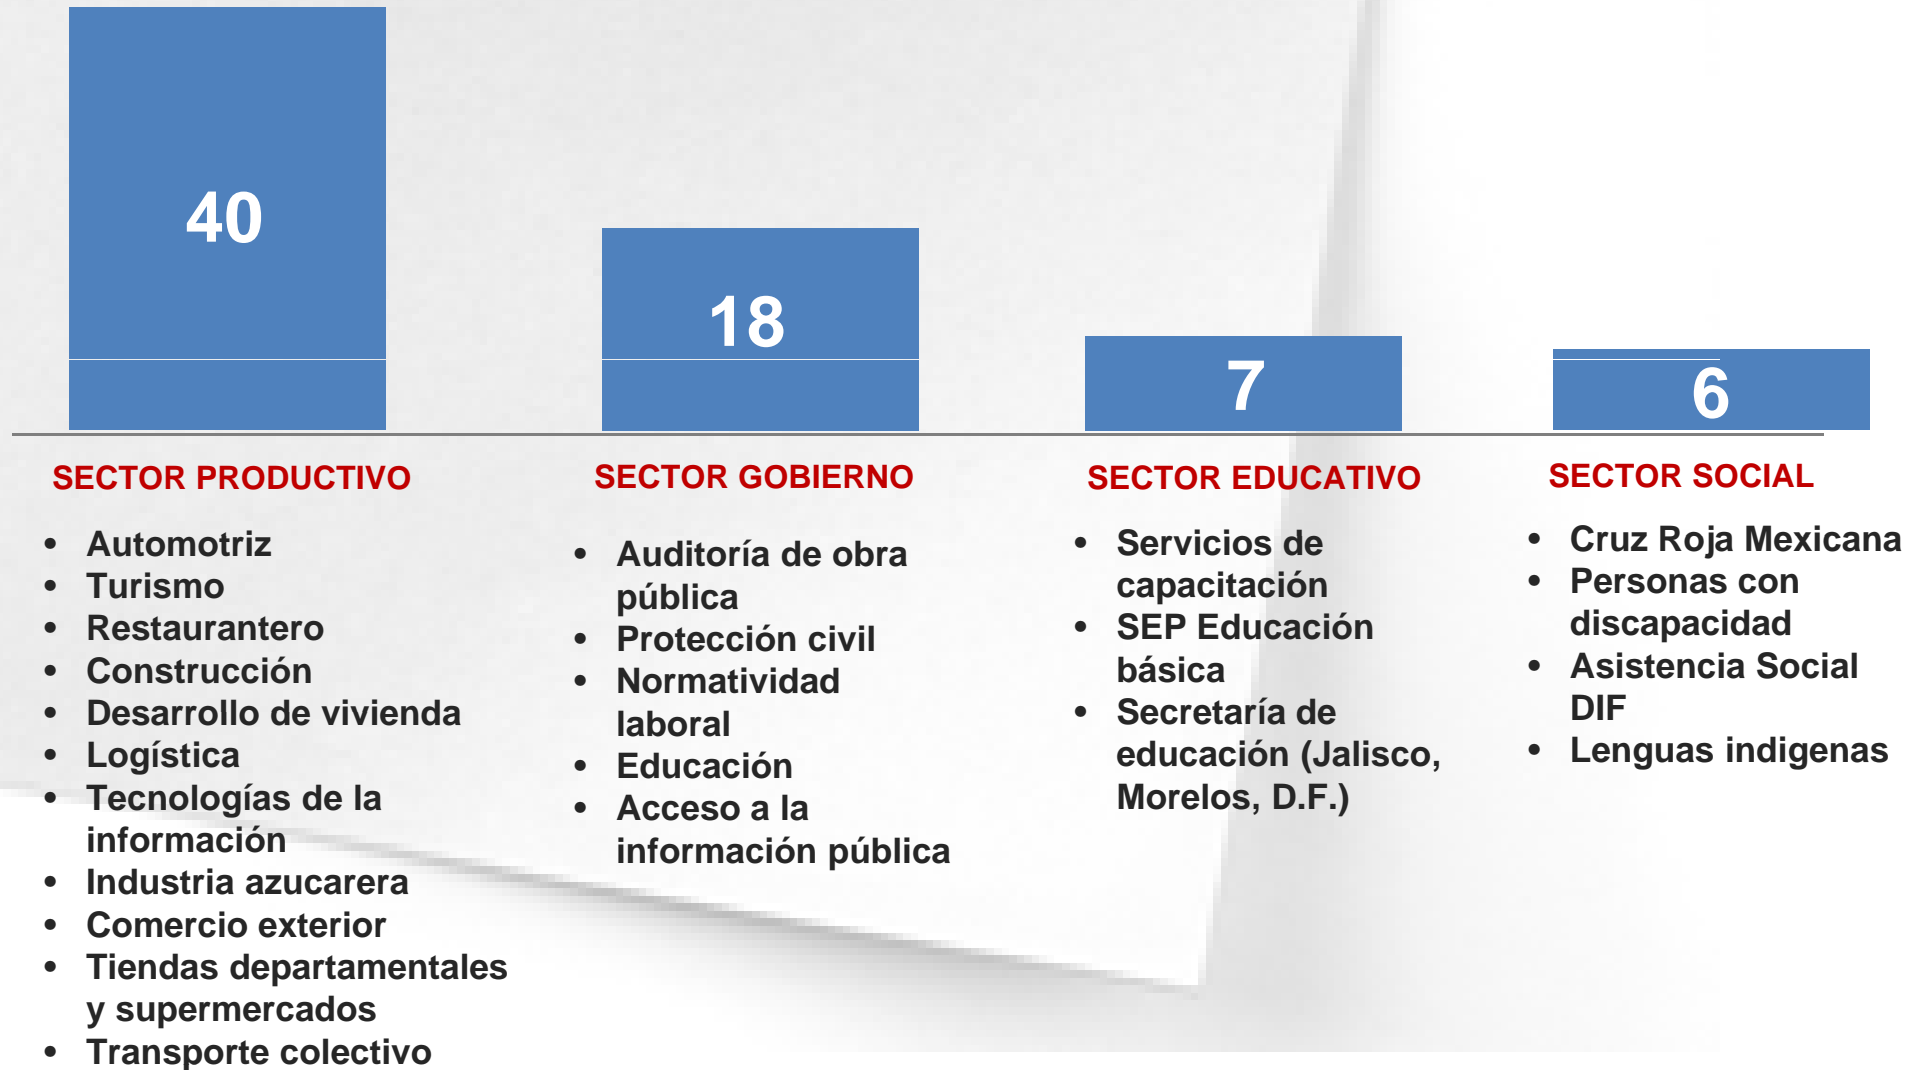 40
18
7
6
SECTOR PRODUCTIVO
• Automotriz
• Turismo
• Restaurantero
• Construcción
• Desarrollo de vivienda
• Logística
• Tecnologías de la
información
• Industria azucarera
• Comercio exterior
• Tiendas departamentales
y supermercados
• Transporte colectivo
SECTOR GOBIERNO
• Auditoría de obra
pública
• Protección civil
• Normatividad
laboral
• Educación
• Acceso a la
información pública
SECTOR EDUCATIVO
• Servicios de
capacitación
• SEP Educación
básica
• Secretaría de
educación (Jalisco,
Morelos, D.F.)
SECTOR SOCIAL
• Cruz Roja Mexicana
• Personas con
discapacidad
• Asistencia Social
DIF
• Lenguas indigenas